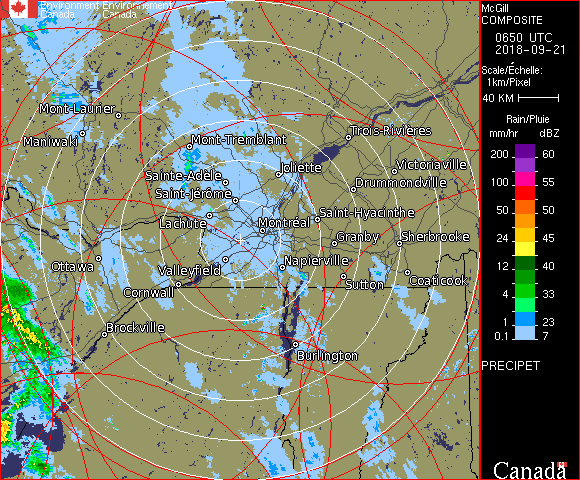 Environment Environnement
Canada Canada
McGill
COMPOSITE
0650 UTC
2018-09-21
Scale/Échelle:
1km/Pixel
40 KM
Rain/Pluie
mm/hr dBZ
200 60
100 55
50 50
24 45
12 40
4 33
1 23
0.1 7
PRECIPET
Canada
Mont-Laurier
Maniwaki
Mont-Tremblant
Trois-Rivières
Sainte-Adèle
Joliette
Victoriaville
Saint-Jérôme
Drummondville
Lachute
Montréal
Saint-Hyacinthe
Granby
Sherbrooke
Ottawa
Valleyfield
Napierville
Cornwall
Sutton
Coaticook
Brockville
Burlington